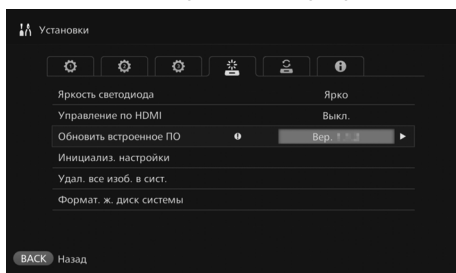 Установки
Яркость светодиода Ярко
Управление по HDMI Выкл.
Обновить встроенное ПО Вер.
Инициализ. настройки
Удал. все изоб. в сист.
Формат. ж. диск системы
BACK Назад